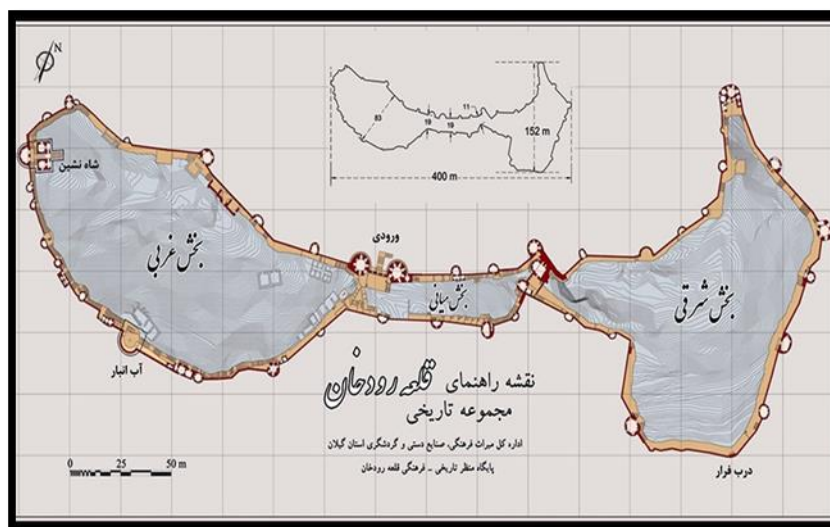 N
83
19
19
11
152 m
400 m
شاه نشین
بخش غربی
ورودی
بخش میانی
بخش شرقی
آب انبار
نقشه راهنمای قلعه رودخان
مجموعه تاریخی
اداره کل میراث فرهنگی، صنایع دستی و گردشگری استان گیلان
پایگاه منظر تاریخی - فرهنگی قلعه رودخان
درب فرار
0 25 50 m